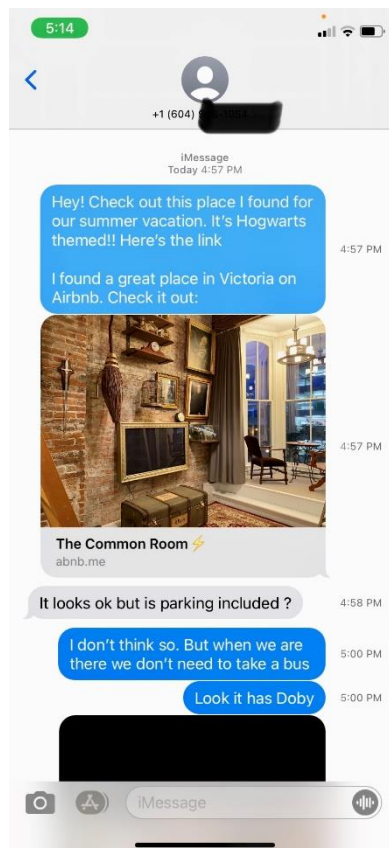 5:14
+1 (604)
iMessage
Today 4:57 PM
Hey! Check out this place I found for
our summer vacation. It's Hogwarts
themed!! Here's the link
4:57 PM
I found a great place in Victoria on
Airbnb. Check it out:
4:57 PM
The Common Room ⚡
abnb.me
It looks ok but is parking included ?
4:58 PM
I don't think so. But when we are
there we don't need to take a bus
5:00 PM
Look it has Doby
5:00 PM
iMessage